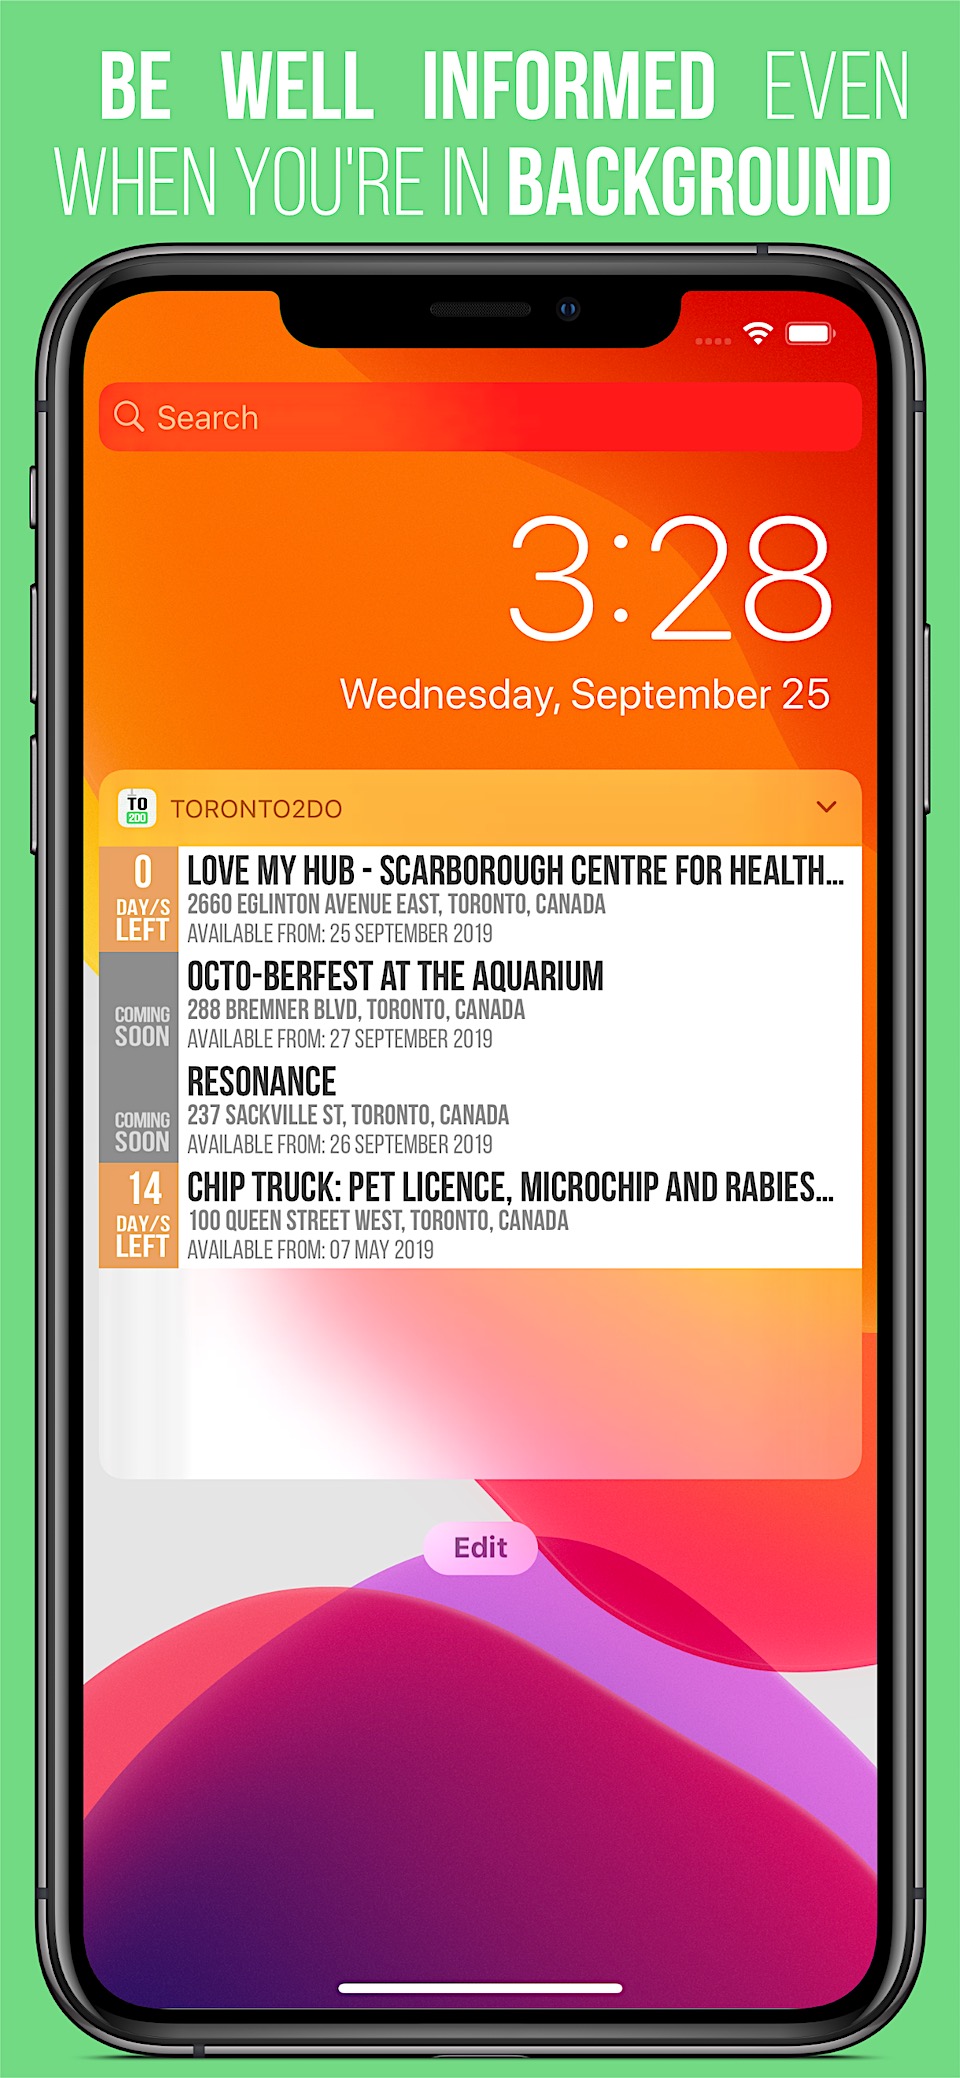 BE WELL INFORMED EVEN
WHEN YOU'RE IN BACKGROUND
Search
3:28
Wednesday, September 25
TO
2DO
TORONTO2DO
0
DAY/S
LEFT
LOVE MY HUB - SCARBOROUGH CENTRE FOR HEALTH...
2660 EGLINTON AVENUE EAST, TORONTO, CANADA
AVAILABLE FROM: 25 SEPTEMBER 2019
COMING
SOON
OCTO-BERFEST AT THE AQUARIUM
288 BREMNER BLVD, TORONTO, CANADA
AVAILABLE FROM: 27 SEPTEMBER 2019
COMING
SOON
RESONANCE
237 SACKVILLE ST, TORONTO, CANADA
AVAILABLE FROM: 26 SEPTEMBER 2019
14
DAY/S
LEFT
CHIP TRUCK: PET LICENCE, MICROCHIP AND RABIES...
100 QUEEN STREET WEST, TORONTO, CANADA
AVAILABLE FROM: 07 MAY 2019
Edit